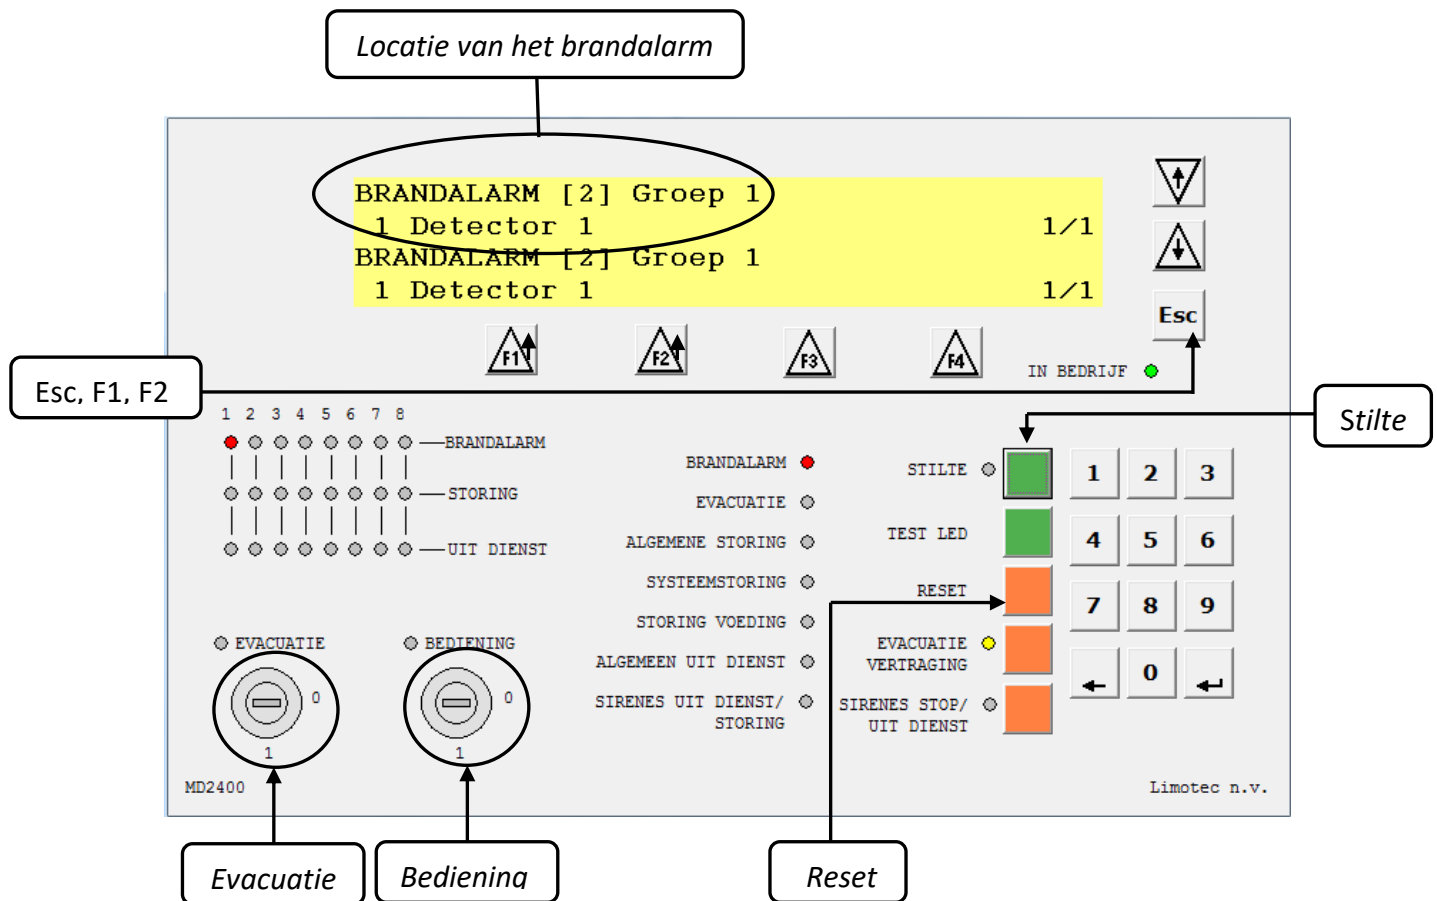 Locatie van het brandalarm
BRANDALARM [2] Groep 1
1 Detector 1 1/1
BRANDALARM [2] Groep 1
1 Detector 1 1/1
Esc
F1 F2 F3 F4
IN BEDRIJF
Esc, F1, F2
Stilte
1 2 3 4 5 6 7 8
BRANDALARM
STORING
UIT DIENST
BRANDALARM
EVACUATIE
ALGEMENE STORING
SYSTEEMSTORING
STORING VOEDING
ALGEMEEN UIT DIENST
SIRENES UIT DIENST/
STORING
STILTE
TEST LED
RESET
EVACUATIE
VERTRAGING
SIRENES STOP/
UIT DIENST
1 2 3
4 5 6
7 8 9
0
EVACUATIE
0
1
BEDIENING
0
1
MD2400
Limotec n.v.
Evacuatie
Bediening
Reset